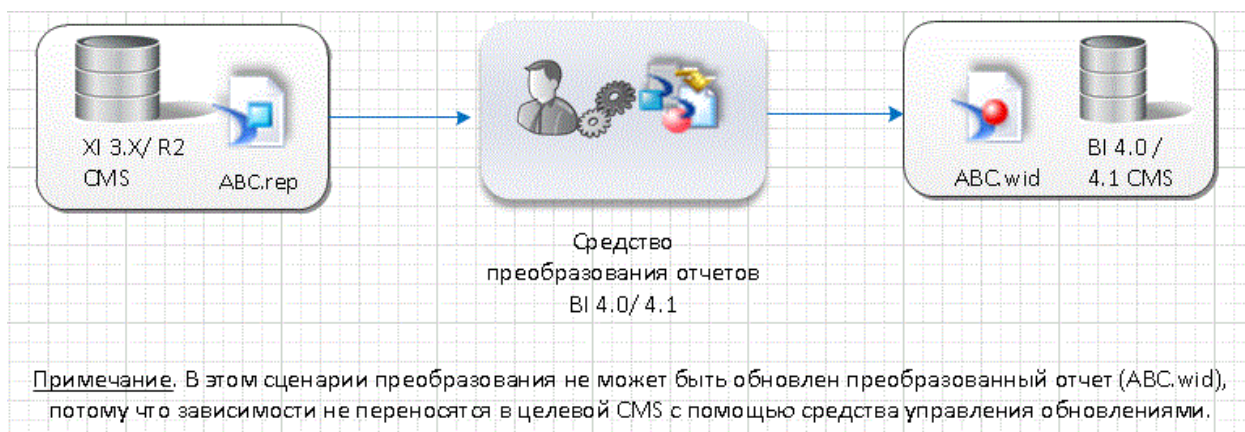 XI 3.X/ R2
CMS
ABC.rep
ABC.wid
BI 4.0 /
4.1 CMS
Средство
преобразования отчетов
BI 4.0/ 4.1
Примечание. В этом сценарии преобразования не может быть обновлен преобразованный отчет (ABC.wid),
потому что зависимости не переносятся в целевой CMS с помощью средства управления обновлениями.